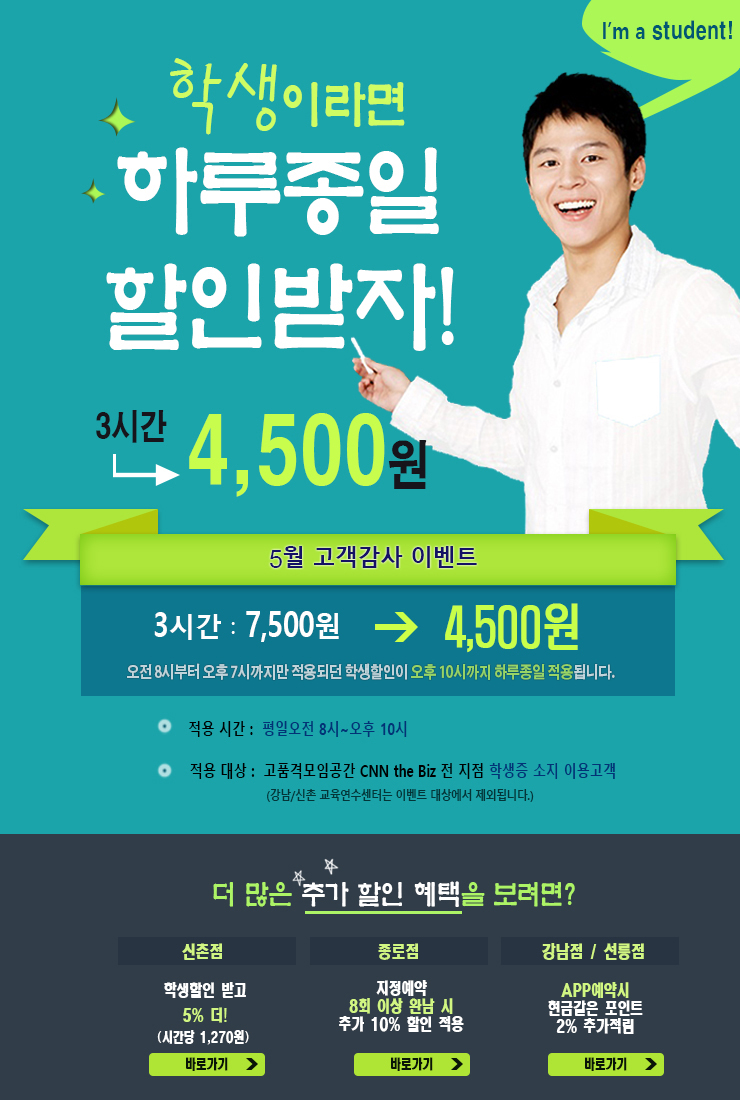 I'm a student!
학생이라면
하루종일
할인받자!
3시간
4,500원
5월 고객감사 이벤트
3시간 : 7,500원 → 4,500원
오전 8시부터 오후 7시까지만 적용되던 학생할인이 오후 10시까지 하루종일 적용됩니다.
적용 시간 : 평일오전 8시~오후 10시
적용 대상 : 고품격모임공간 CNN the Biz 전 지점 학생증 소지 이용고객
(강남/신촌 교육연수센터는 이벤트 대상에서 제외됩니다.)
더 많은 추가 할인 혜택을 보려면?
신촌점
학생할인 받고
5% 더!
(시간당 1,270원)
바로가기 >
종로점
지정예약
8회 이상 완납 시
추가 10% 할인 적용
바로가기 >
강남점 / 선릉점
APP예약시
현금같은 포인트
2% 추가적립
바로가기 >